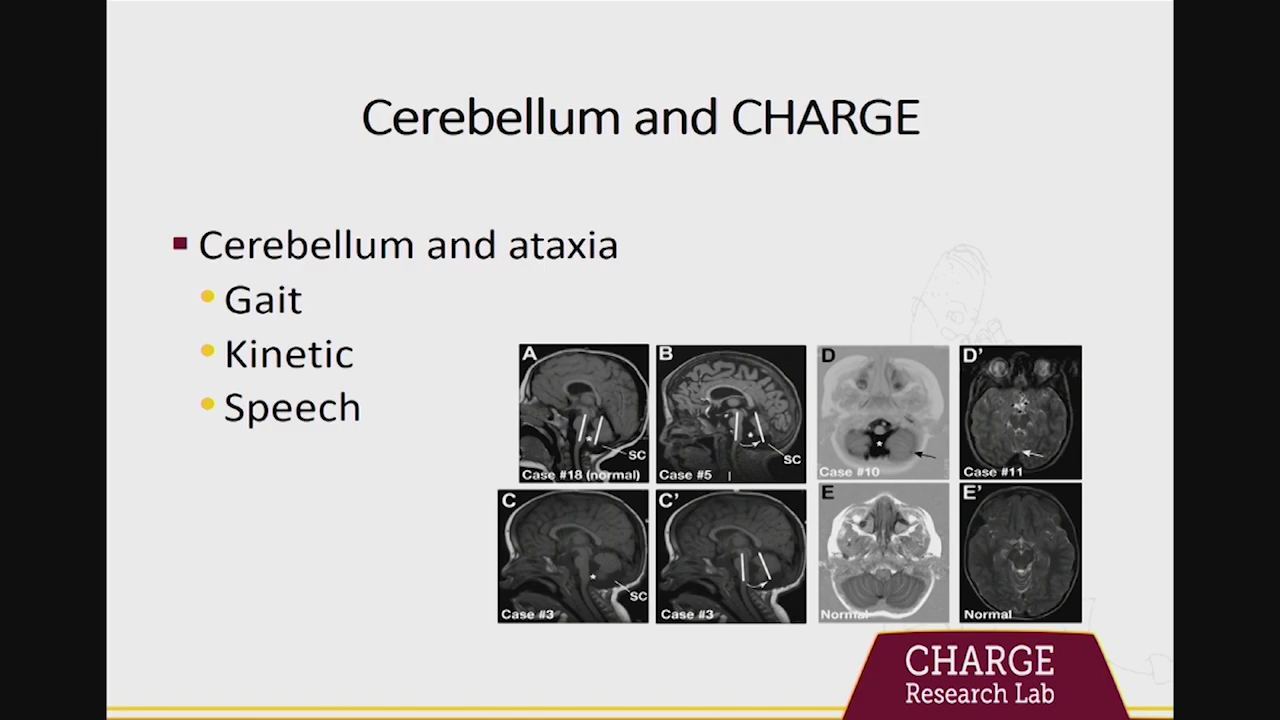 Cerebellum and CHARGE
Cerebellum and ataxia
Gait
Kinetic
Speech
A
SC
Case #18 (normal)
B
SC
Case #5
D
Case #10
D'
Case #11
C
SC
Case #3
C'
Case #3
E
Normal
E'
Normal
CHARGE
Research Lab